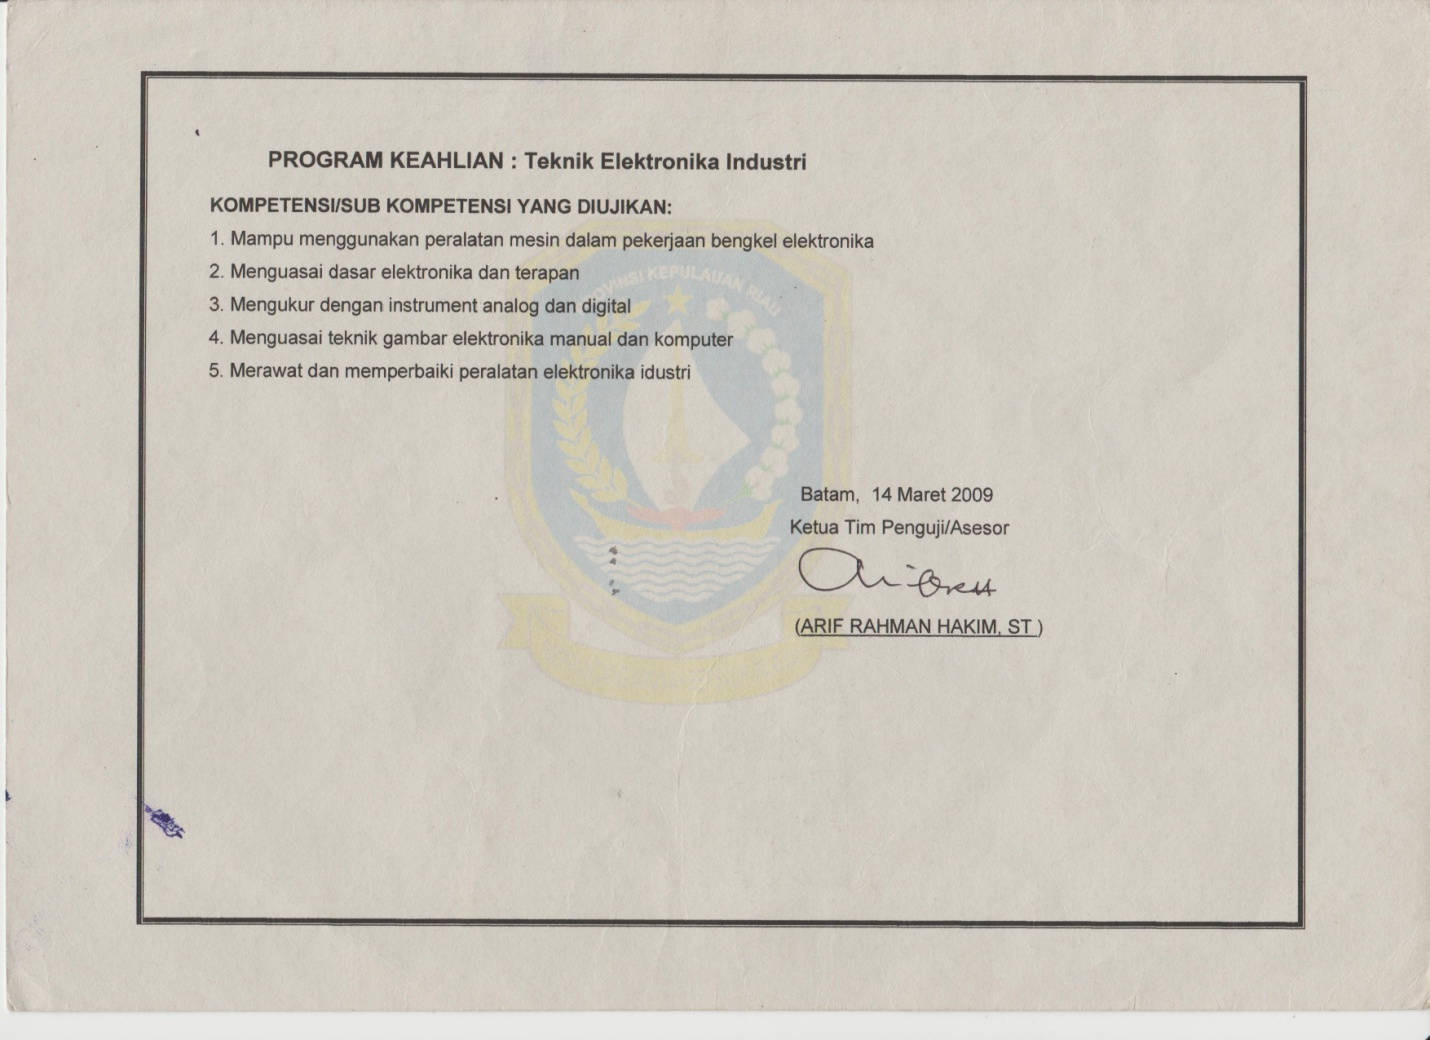 PROGRAM KEAHLIAN : Teknik Elektronika Industri
KOMPETENSI/SUB KOMPETENSI YANG DIUJIKAN:
1. Mampu menggunakan peralatan mesin dalam pekerjaan bengkel elektronika
2. Menguasai dasar elektronika dan terapan
3. Mengukur dengan instrument analog dan digital
4. Menguasai teknik gambar elektronika manual dan komputer
5. Merawat dan memperbaiki peralatan elektronika idustri
PROVINSI KEPULAUAN RIAU
Batam, 14 Maret 2009
Ketua Tim Penguji/Asesor
(ARIF RAHMAN HAKIM, ST )